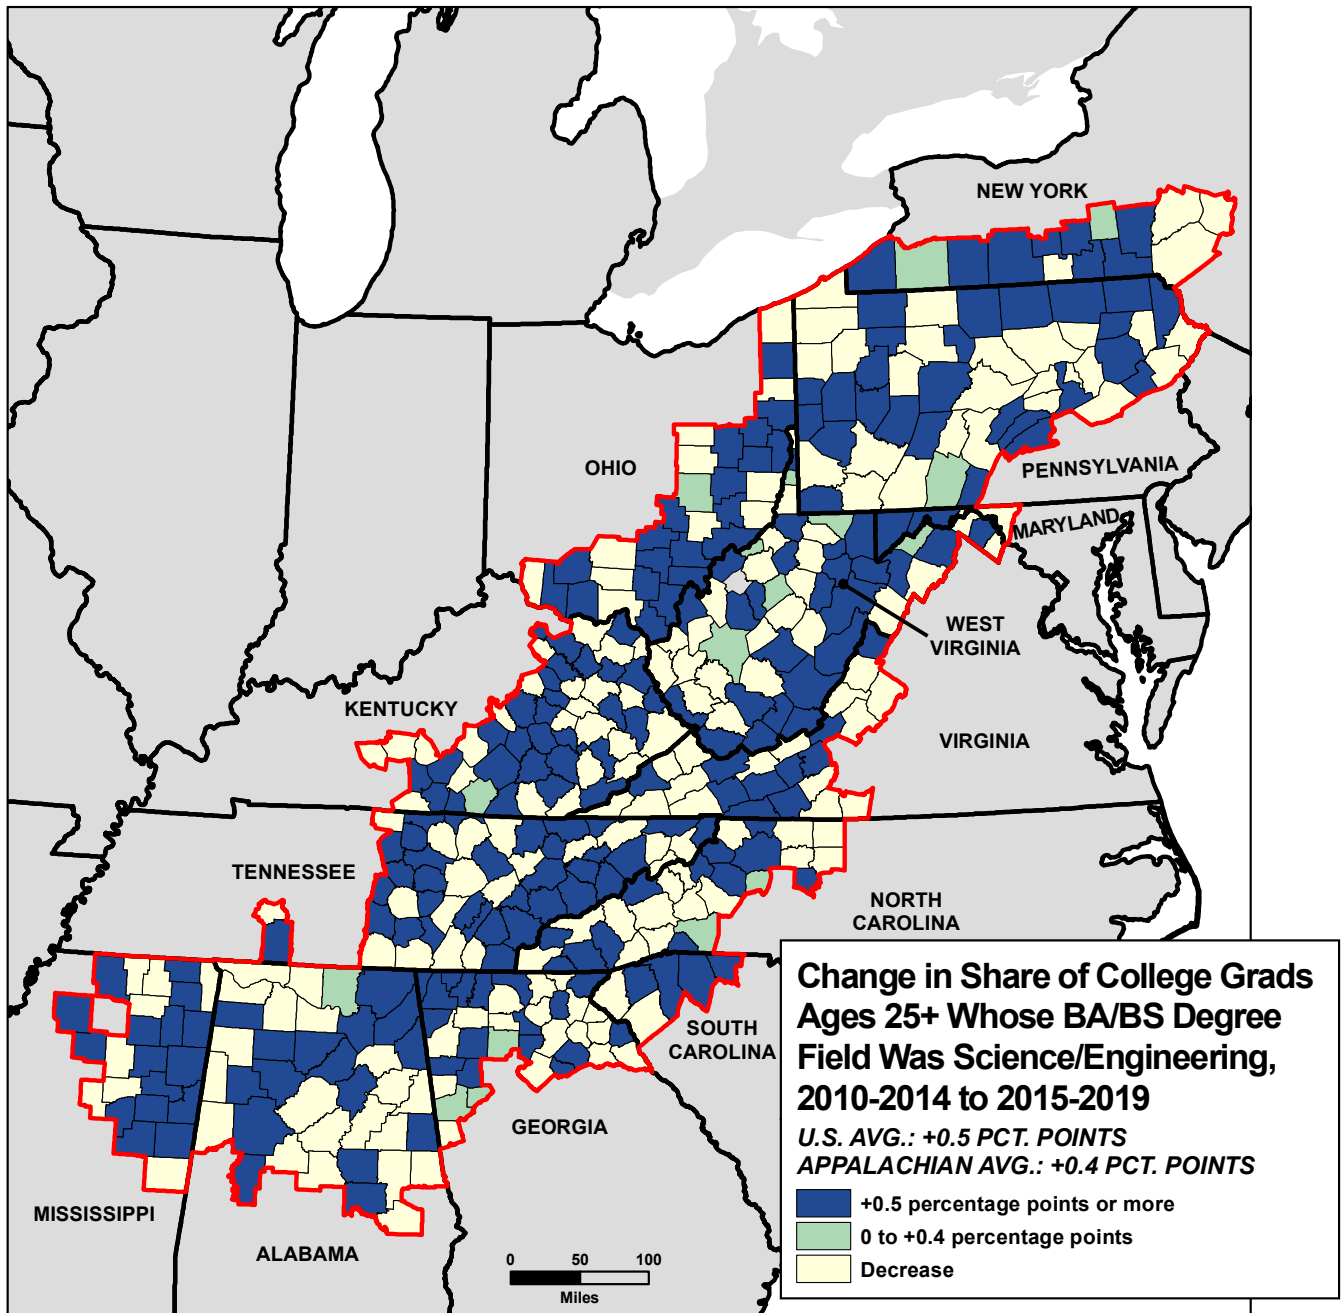 NEW YORK
OHIO
PENNSYLVANIA
MARYLAND
WEST
VIRGINIA
KENTUCKY
VIRGINIA
TENNESSEE
NORTH
CAROLINA
SOUTH
CAROLINA
GEORGIA
MISSISSIPPI
ALABAMA
0 50 100
Miles
Change in Share of College Grads
Ages 25+ Whose BA/BS Degree
Field Was Science/Engineering,
2010-2014 to 2015-2019
U.S. AVG.: +0.5 PCT. POINTS
APPALACHIAN AVG.: +0.4 PCT. POINTS
+0.5 percentage points or more
0 to +0.4 percentage points
Decrease